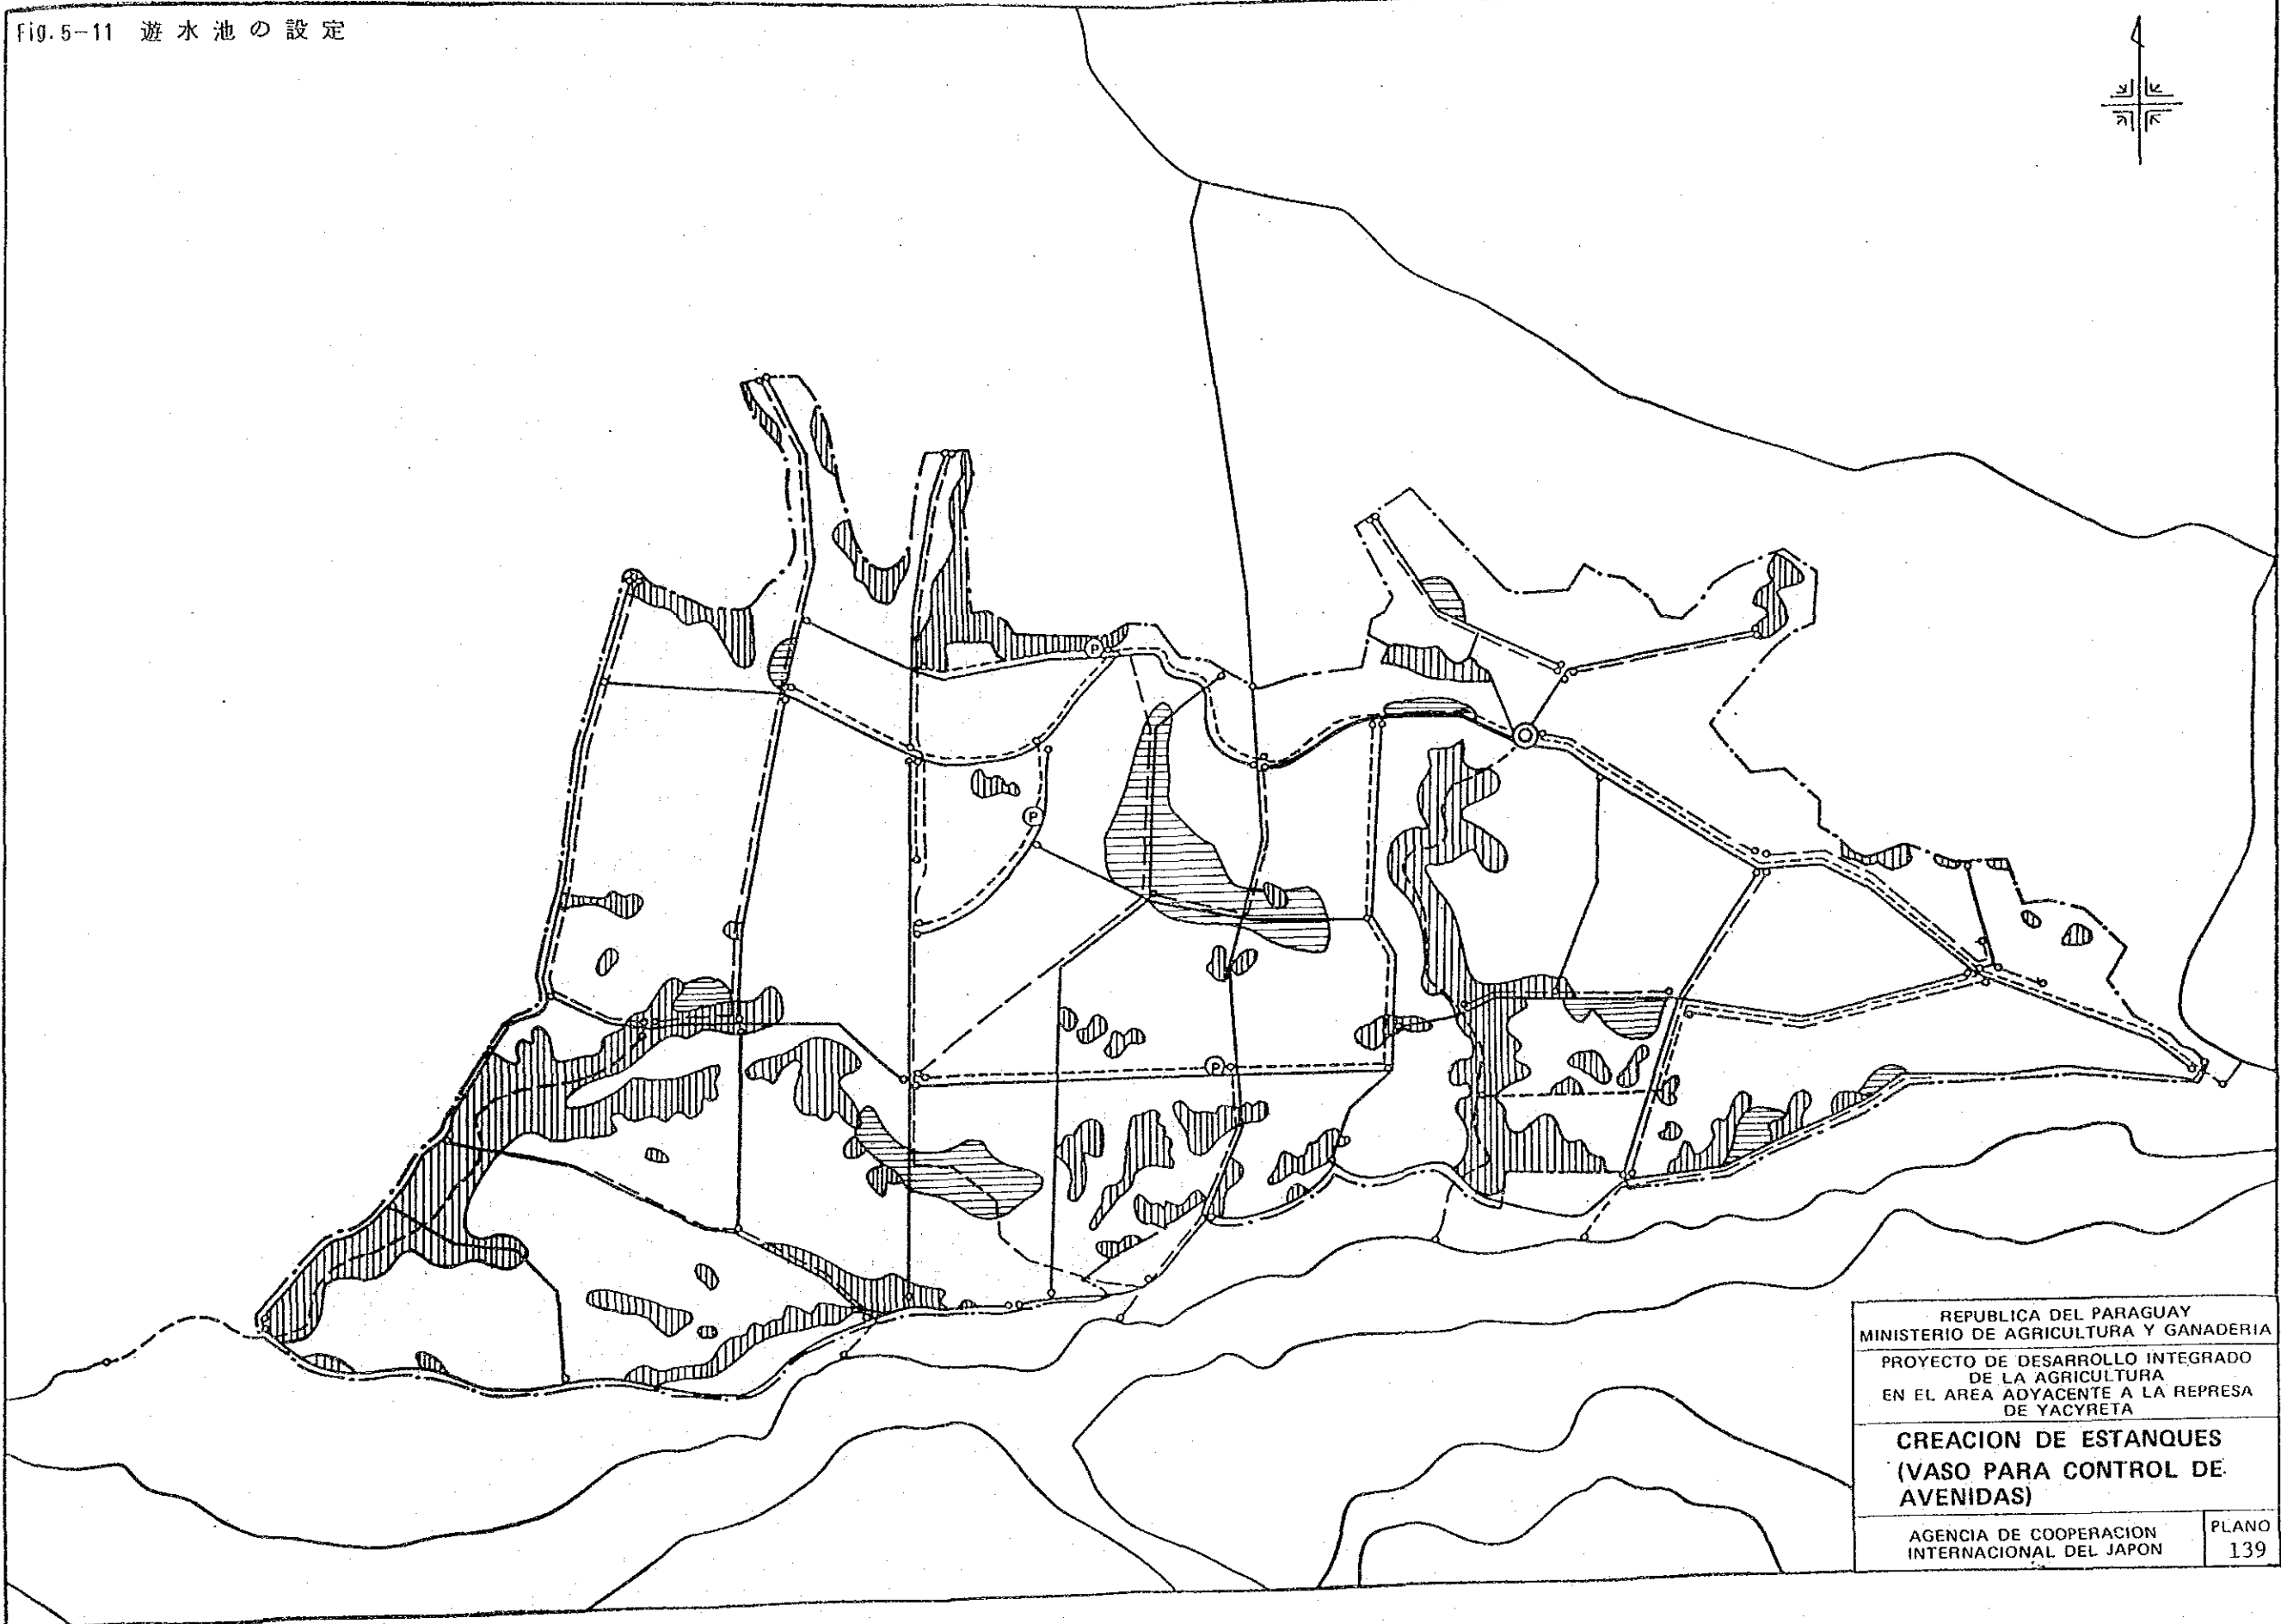 Fig. 5-11 遊水池の設定
P
P
P
REPUBLICA DEL PARAGUAY
MINISTERIO DE AGRICULTURA Y GANADERIA
PROYECTO DE DESARROLLO INTEGRADO
DE LA AGRICULTURA
EN EL AREA ADYACENTE A LA REPRESA
DE YACYRETA
CREACION DE ESTANQUES
(VASO PARA CONTROL DE
AVENIDAS)
AGENCIA DE COOPERACION
INTERNACIONAL DEL JAPON
PLANO
139